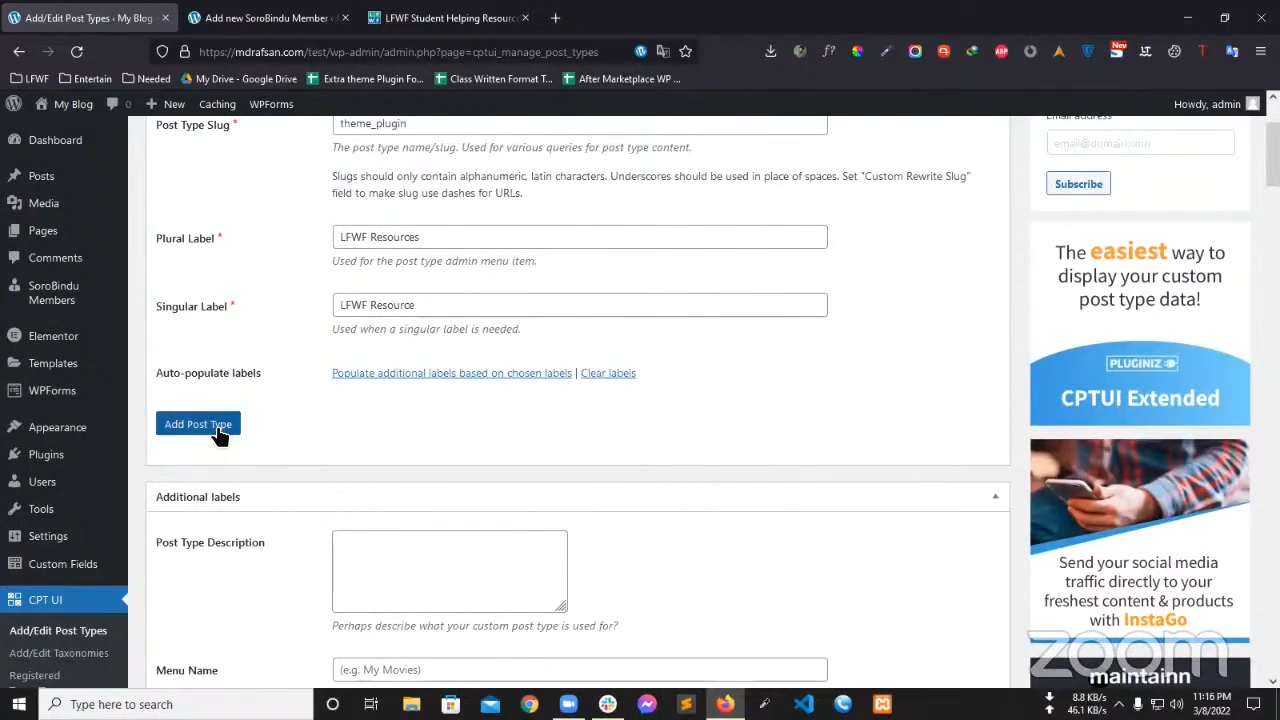 Add/Edit Post Types ‹ My Blog
Add new SoroBindu Member ‹
LFWF Student Helping Resourc
https://mdrafsan.com/test/wp-admin/admin.php?page=cptui_manage_post_types
New
LFWF
Entertain
Needed
My Drive - Google Drive
Extra theme Plugin Fo...
Class Written Format T...
After Marketplace WP ...
My Blog
0
New
Caching
WPForms
Howdy, admin
Dashboard
Posts
Media
Pages
Comments
SoroBindu
Members
Elementor
Templates
WPForms
Appearance
Plugins
Users
Tools
Settings
Custom Fields
CPT UI
Add/Edit Post Types
Add/Edit Taxonomies
Registered
Post Type Slug *
theme_plugin
The post type name/slug. Used for various queries for post type content.
Slugs should only contain alphanumeric, latin characters. Underscores should be used in place of spaces. Set "Custom Rewrite Slug"
field to make slug use dashes for URLs.
Plural Label *
LFWF Resources
Used for the post type admin menu item.
Singular Label *
LFWF Resource
Used when a singular label is needed.
Auto-populate labels
Populate additional labels based on chosen labels | Clear labels
Add Post Type
Additional labels
Post Type Description
Perhaps describe what your custom post type is used for?
Menu Name
(e.g. My Movies)
Email address
email@domain.com
Subscribe
The easiest way to
display your custom
post type data!
PLUGINIZ
CPTUI Extended
Send your social media
traffic directly to your
freshest content & products
with InstaGo
zoom
maintainn
Type here to search
8.8 KB/s
46.1 KB/s
11:16 PM
3/8/2022